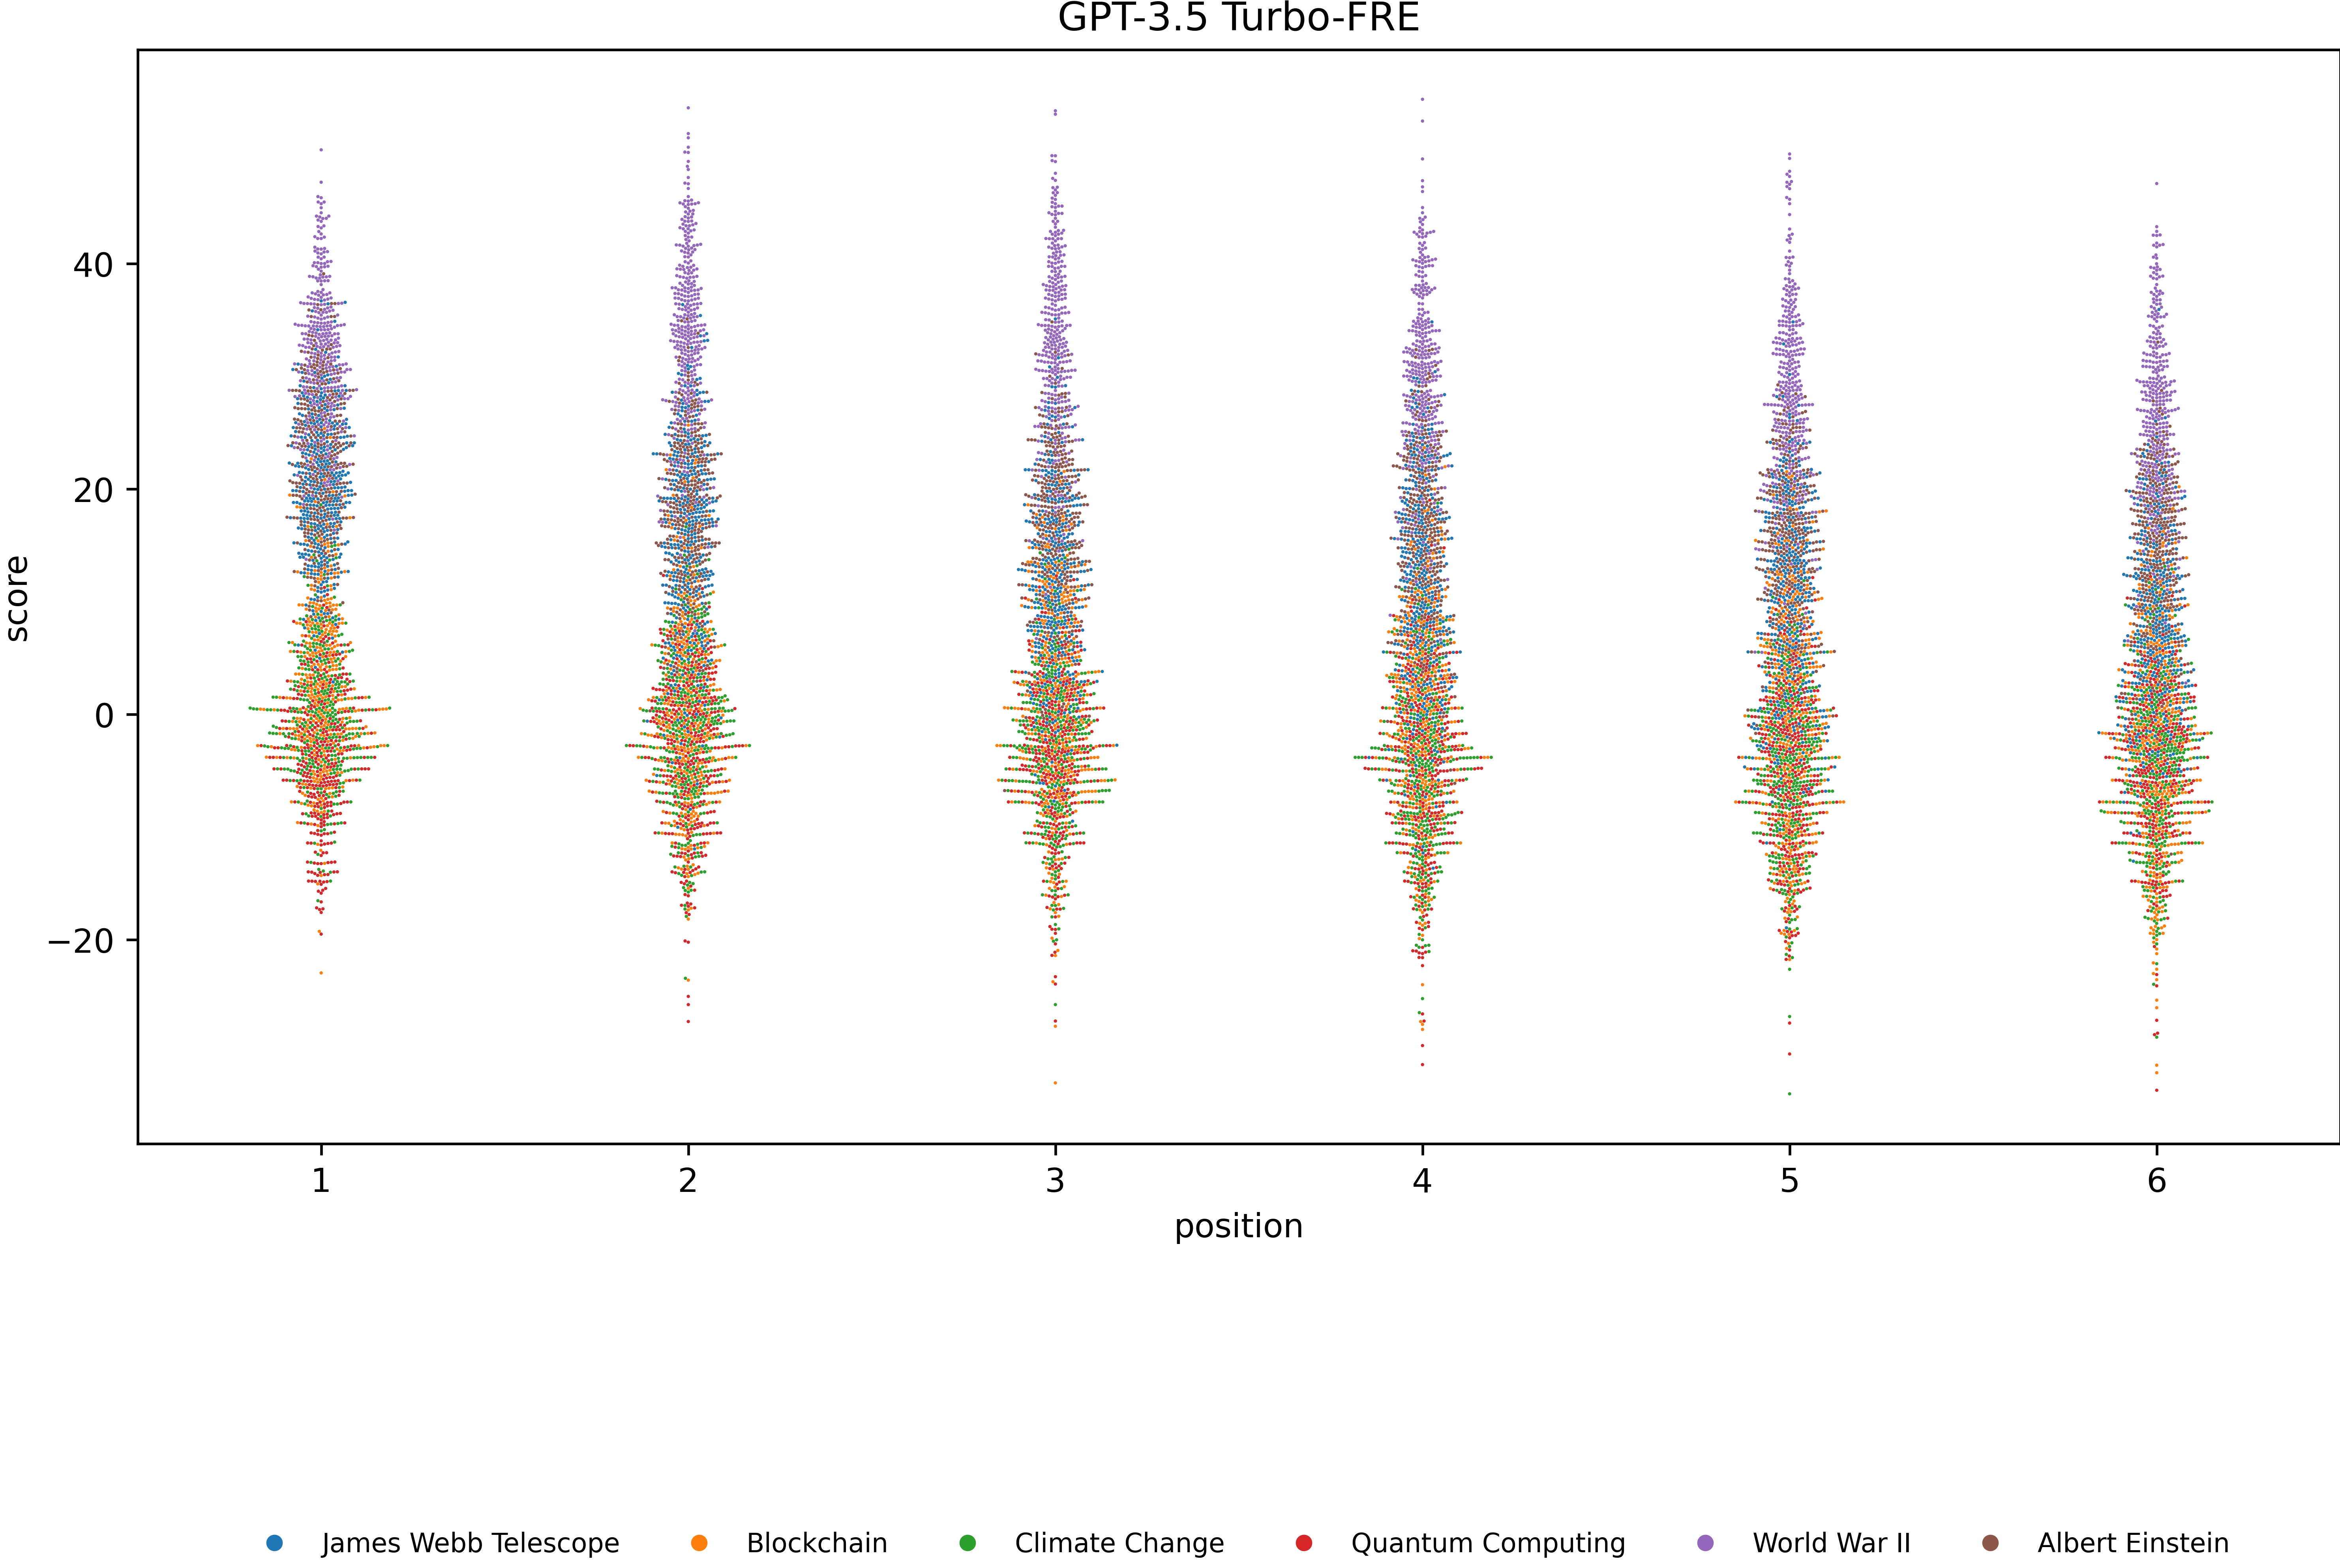 GPT-3.5 Turbo-FRE
score
40
20
0
−20
1 2 3 4 5 6
position
James Webb Telescope Blockchain Climate Change Quantum Computing World War II Albert Einstein